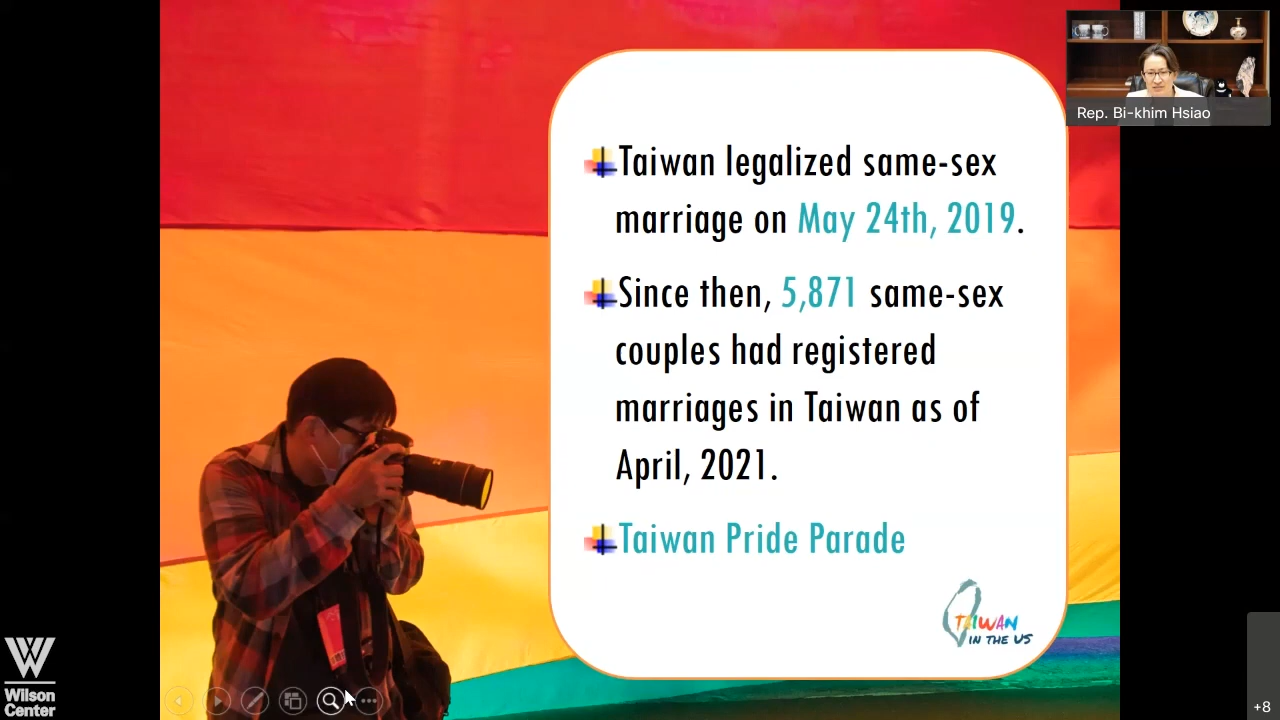 Rep. Bi-khim Hsiao
Taiwan legalized same-sex
marriage on May 24th, 2019.
Since then, 5,871 same-sex
couples had registered
marriages in Taiwan as of
April, 2021.
Taiwan Pride Parade
TAIWAN
IN THE US
Wilson
Center
+8